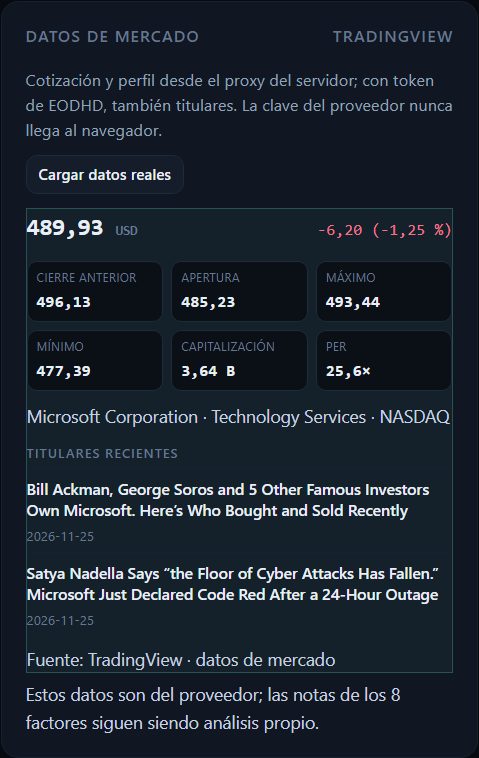 DATOS DE MERCADO TRADINGVIEW
Cotización y perfil desde el proxy del servidor; con token
de EODHD, también titulares. La clave del proveedor nunca
llega al navegador.
Cargar datos reales
489,93 USD -6,20 (-1,25 %)
CIERRE ANTERIOR APERTURA MÁXIMO
496,13 485,23 493,44
MÍNIMO CAPITALIZACIÓN PER
477,39 3,64 B 25,6×
Microsoft Corporation · Technology Services · NASDAQ
TITULARES RECIENTES
Bill Ackman, George Soros and 5 Other Famous Investors
Own Microsoft. Here’s Who Bought and Sold Recently
2026-11-25
Satya Nadella Says “the Floor of Cyber Attacks Has Fallen.”
Microsoft Just Declared Code Red After a 24-Hour Outage
2026-11-25
Fuente: TradingView · datos de mercado
Estos datos son del proveedor; las notas de los 8
factores siguen siendo análisis propio.